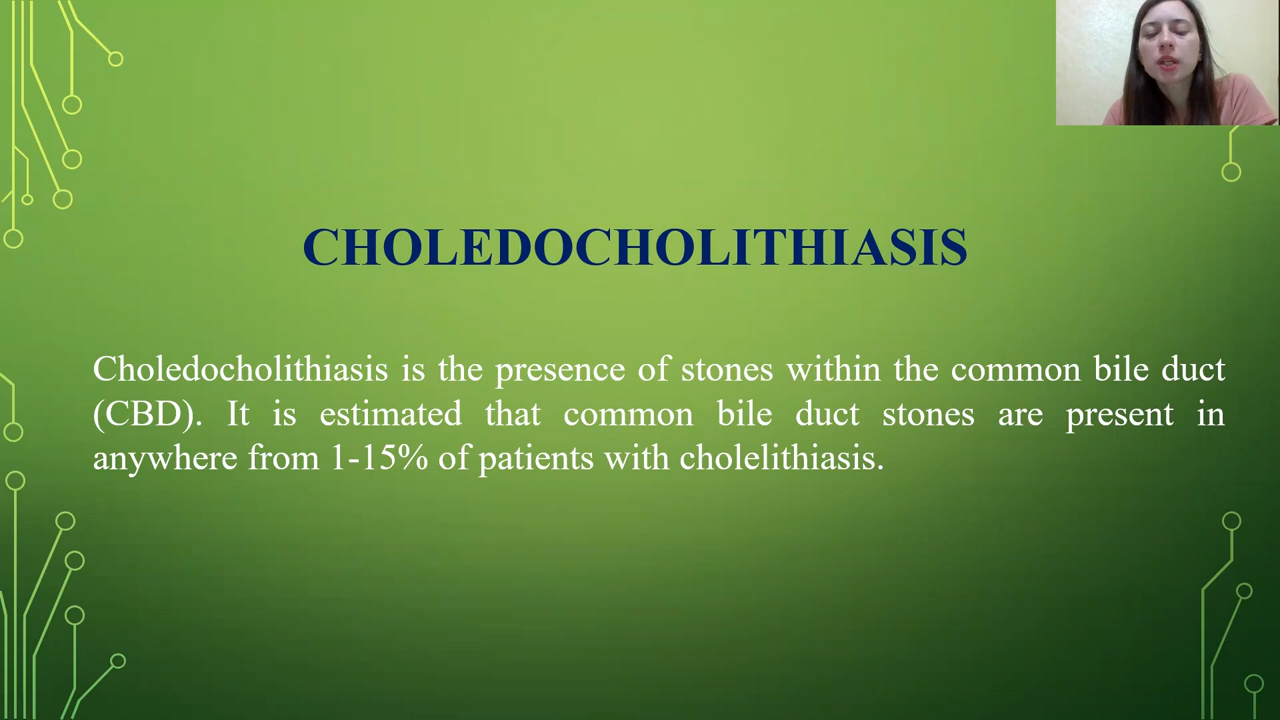 CHOLEDOCHOLITHIASIS
Choledocholithiasis is the presence of stones within the common bile duct
(CBD). It is estimated that common bile duct stones are present in
anywhere from 1-15% of patients with cholelithiasis.